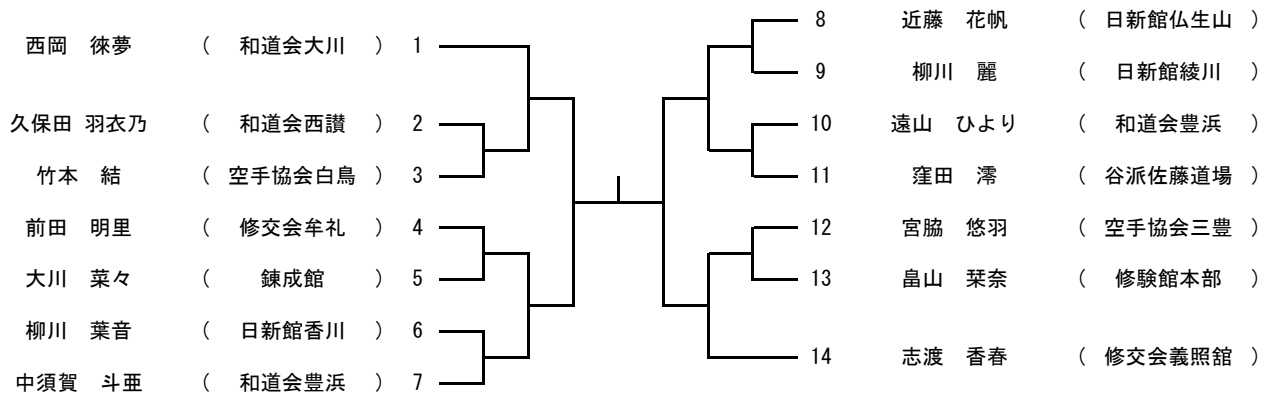 西岡 徠夢 ( 和道会大川 ) 1
久保田 羽衣乃 ( 和道会西讃 ) 2
竹本 結 ( 空手協会白鳥 ) 3
前田 明里 ( 修交会牟礼 ) 4
大川 菜々 ( 錬成館 ) 5
柳川 葉音 ( 日新館香川 ) 6
中須賀 斗亜 ( 和道会豊浜 ) 7
8 近藤 花帆 ( 日新館仏生山 )
9 柳川 麗 ( 日新館綾川 )
10 遠山 ひより ( 和道会豊浜 )
11 窪田 澪 ( 谷派佐藤道場 )
12 宮脇 悠羽 ( 空手協会三豊 )
13 畠山 栞奈 ( 修験館本部 )
14 志渡 香春 ( 修交会義照舘 )